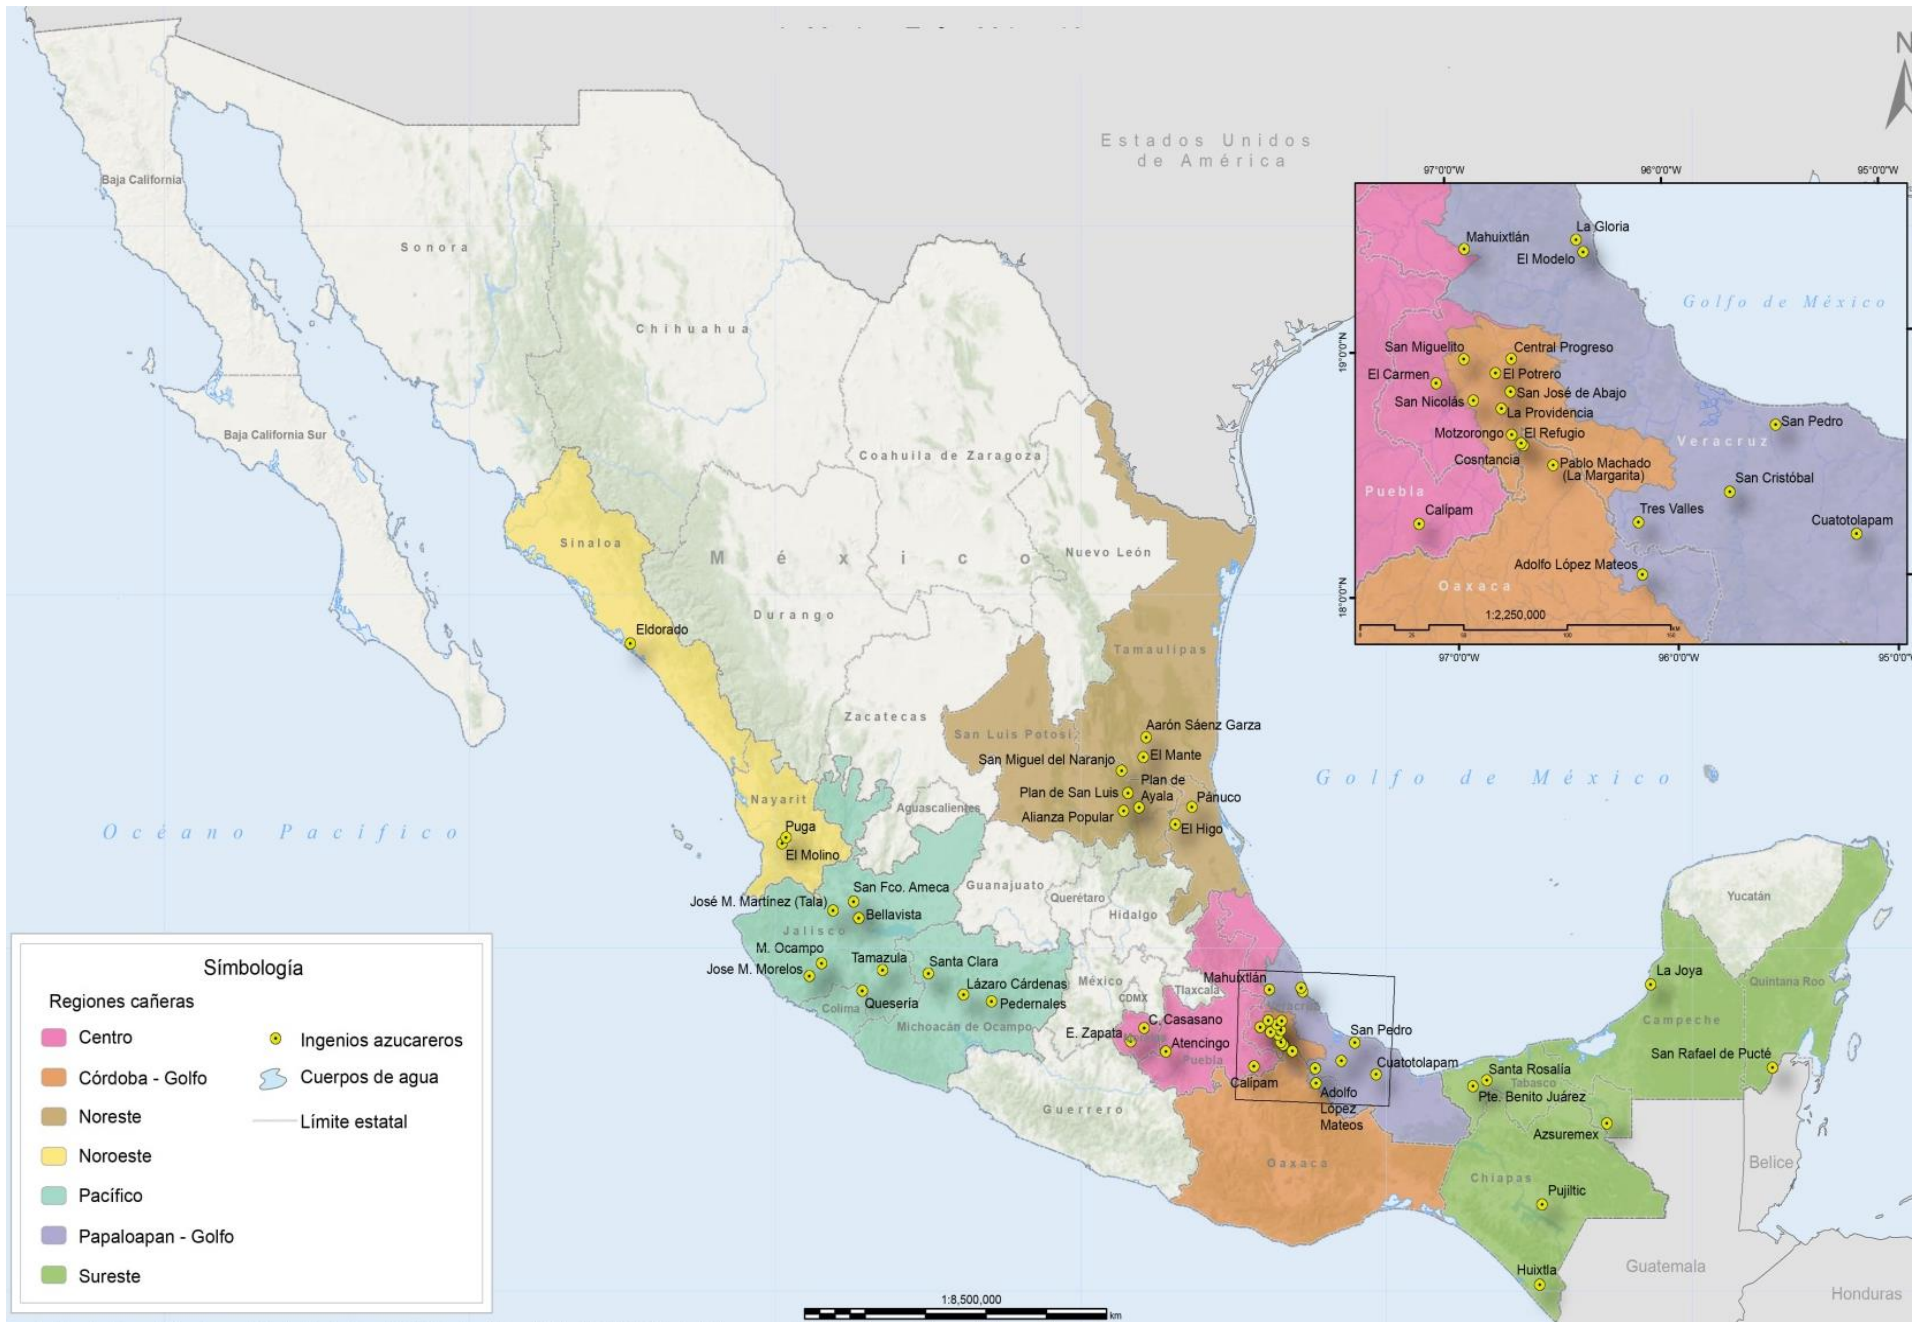 N
Estados Unidos
de América
Baja California
Sonora
Chihuahua
Baja California Sur
Coahuila de Zaragoza
México
Sinaloa
Nuevo León
Durango
Eldorado
Tamaulipas
Zacatecas
San Luis Potosí
Aarón Sáenz Garza
El Mante
San Miguel del Naranjo
Plan de
Ayala
Plan de San Luis
Alianza Popular
Pánuco
El Higo
Golfo de México
Océano Pacífico
Nayarit
Aguascalientes
Puga
El Molino
Guanajuato
Querétaro
Hidalgo
San Fco. Ameca
José M. Martínez (Tala)
Bellavista
Jalisco
M. Ocampo
Tamazula
Santa Clara
Jose M. Morelos
Lázaro Cárdenas
Quesería
Pedernales
Colima
Michoacán de Ocampo
México
CDMX
Tlaxcala
Mahuixtlán
C. Casasano
E. Zapata
Atencingo
Puebla
Calípam
San Pedro
Cuatotolapam
Adolfo
López
Mateos
Guerrero
Oaxaca
Yucatán
La Joya
Quintana Roo
Campeche
San Rafael de Pucté
Santa Rosalía
Tabasco
Pte. Benito Juárez
Azsuremex
Belice
Chiapas
Pujiltic
Huixtla
Guatemala
Honduras
97°0'0"W
96°0'0"W
95°0'0"W
Mahuixtlán
La Gloria
El Modelo
Golfo de México
19°0'0"N
San Miguelito
Central Progreso
El Carmen
El Potrero
San José de Abajo
San Nicolás
La Providencia
Motzorongo
El Refugio
Cosntancia
Pablo Machado
(La Margarita)
San Pedro
Veracruz
San Cristóbal
Puebla
Calípam
Tres Valles
Cuatotolapam
Adolfo López Mateos
Oaxaca
18°0'0"N
1:2,250,000
97°0'0"W
96°0'0"W
95°0'0"W
Símbología
Regiones cañeras
Centro
Córdoba - Golfo
Noreste
Noroeste
Pacífico
Papaloapan - Golfo
Sureste
Ingenios azucareros
Cuerpos de agua
Límite estatal
1:8,500,000
km